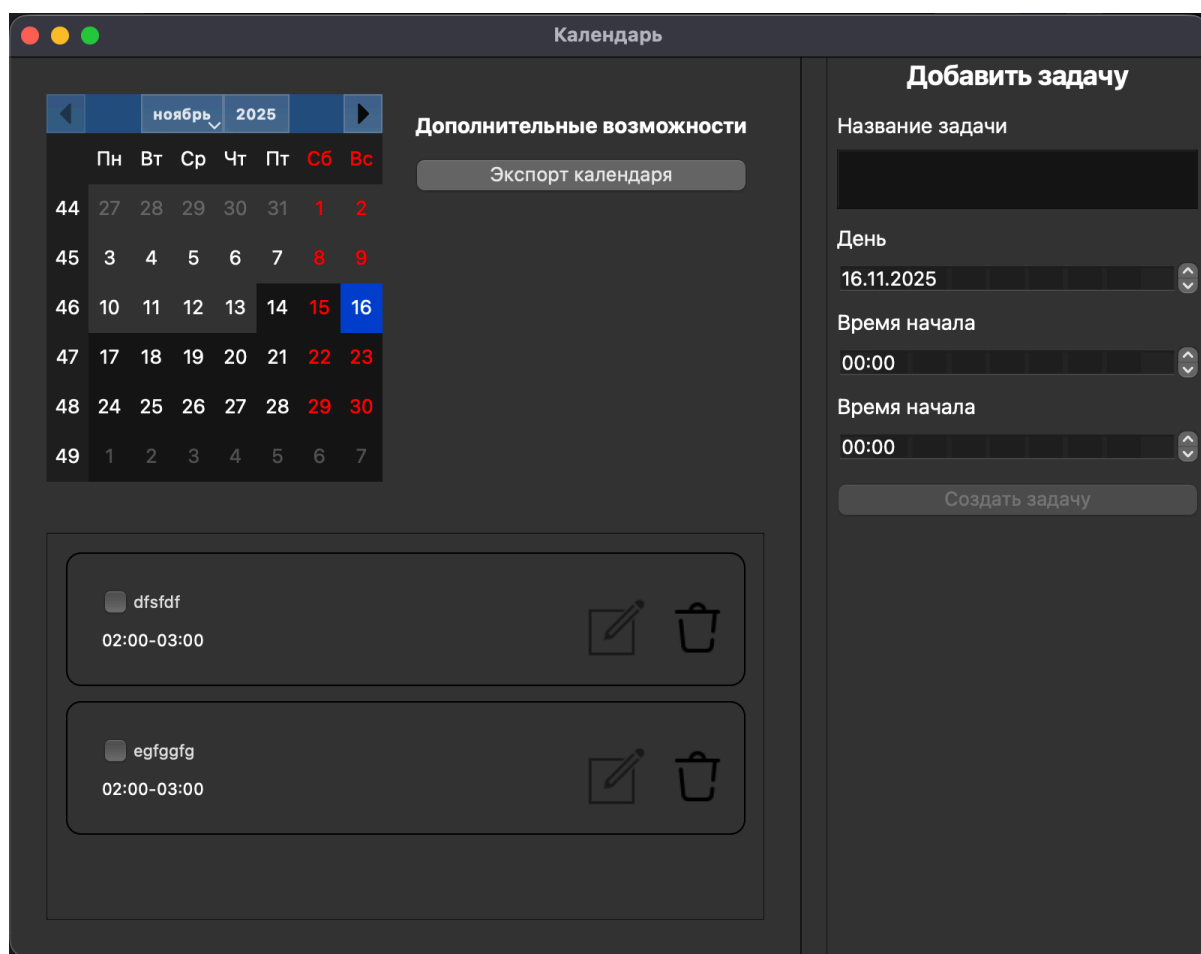 Календарь
ноябрь 2025
Пн Вт Ср Чт Пт Сб Вс
44 27 28 29 30 31 1 2
45 3 4 5 6 7 8 9
46 10 11 12 13 14 15 16
47 17 18 19 20 21 22 23
48 24 25 26 27 28 29 30
49 1 2 3 4 5 6 7
Дополнительные возможности
Экспорт календаря
dfsfdf
02:00-03:00
egfggfg
02:00-03:00
Добавить задачу
Название задачи
День
16.11.2025
Время начала
00:00
Время начала
00:00
Создать задачу